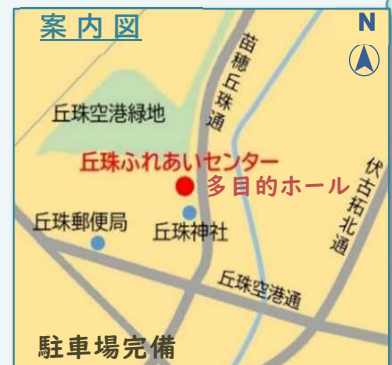 案内図
N
苗穂丘珠通
丘珠空港緑地
丘珠ふれあいセンター
多目的ホール
伏古拓北通
丘珠郵便局
丘珠神社
丘珠空港通
駐車場完備